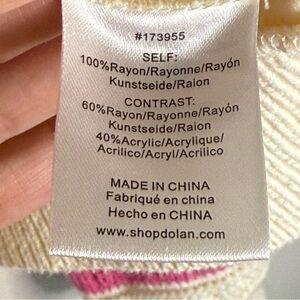 #173955
SELF:
100%Rayon/Rayonne/Rayón
Kunstseide/Raion
CONTRAST:
60%Rayon/Rayonne/Rayón
Kunstseide/Raion
40%Acrylic/Acrylique/
Acrílico/Acryl/Acrilico
MADE IN CHINA
Fabriqué en china
Hecho en CHINA
www.shopdolan.com